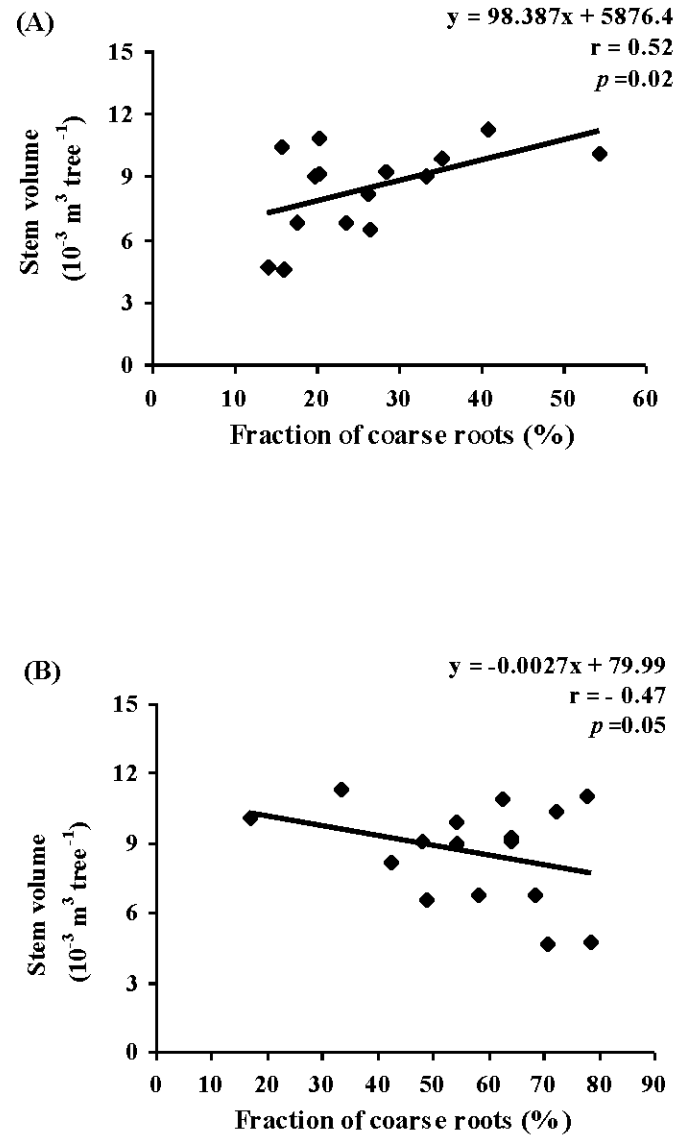 (A)
y = 98.387x + 5876.4
r = 0.52
p =0.02
15
12
9
6
3
0
Stem volume
(10⁻³ m³ tree⁻¹)
0 10 20 30 40 50 60
Fraction of coarse roots (%)
(B)
y = -0.0027x + 79.99
r = - 0.47
p =0.05
15
12
9
6
3
0
Stem volume
(10⁻³ m³ tree⁻¹)
0 10 20 30 40 50 60 70 80 90
Fraction of coarse roots (%)